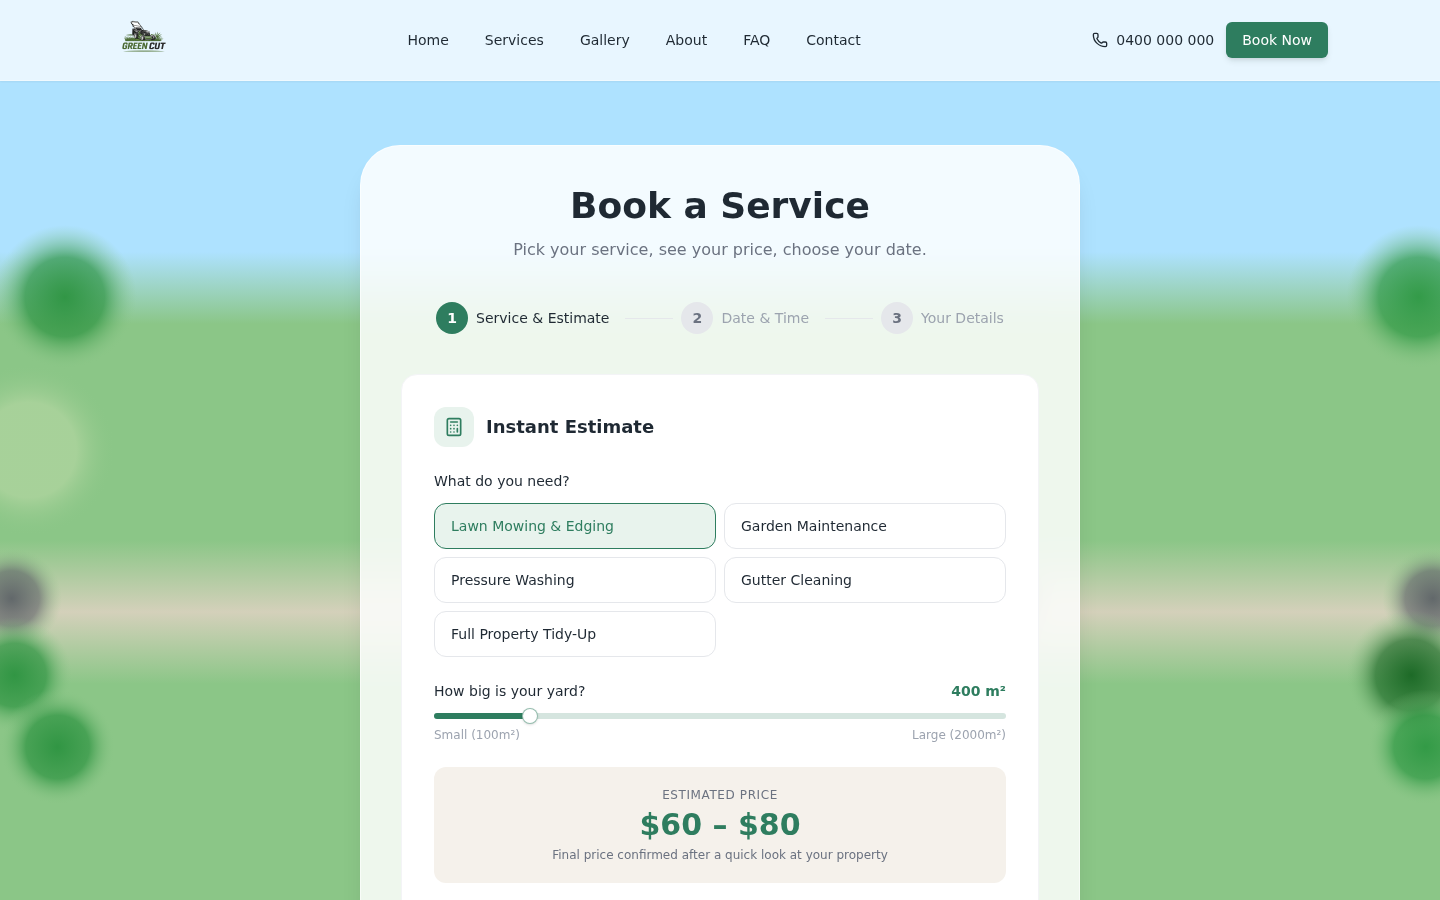 GREEN CUT
Home
Services
Gallery
About
FAQ
Contact
0400 000 000
Book Now
Book a Service
Pick your service, see your price, choose your date.
1 Service & Estimate
2 Date & Time
3 Your Details
Instant Estimate
What do you need?
Lawn Mowing & Edging
Garden Maintenance
Pressure Washing
Gutter Cleaning
Full Property Tidy-Up
How big is your yard?
400 m²
Small (100m²)
Large (2000m²)
ESTIMATED PRICE
$60 – $80
Final price confirmed after a quick look at your property